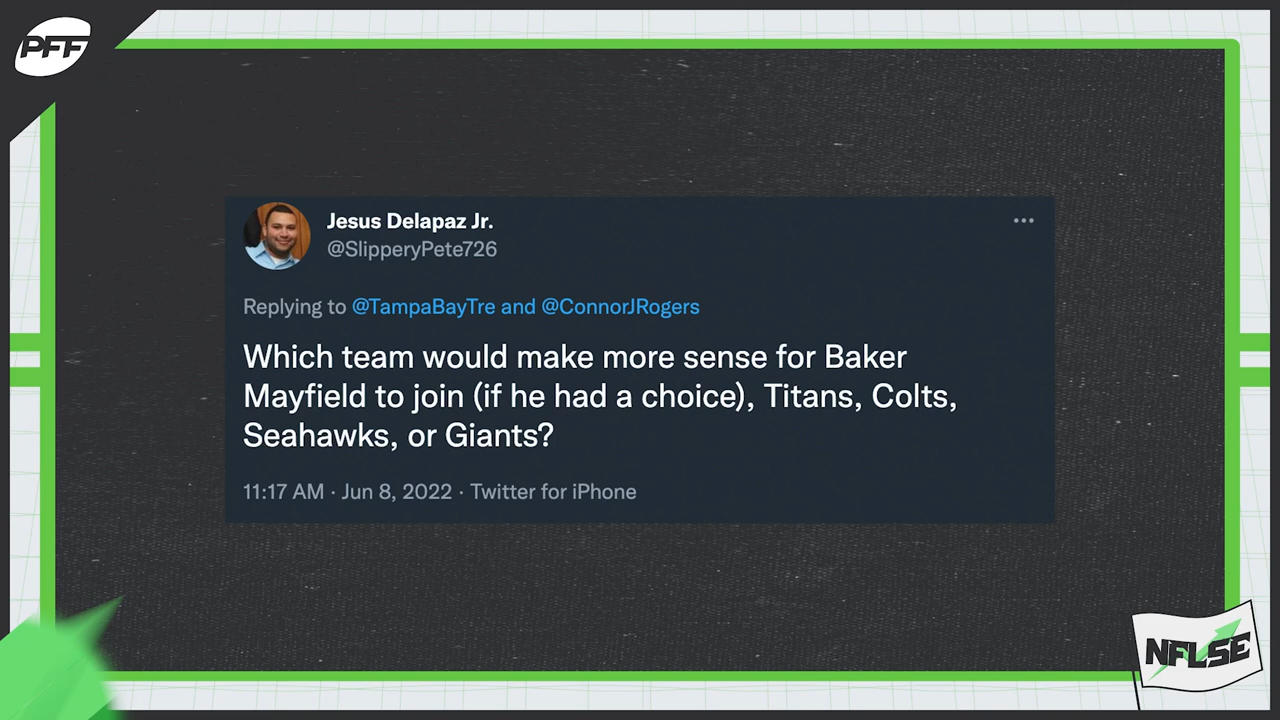 PFF
Jesus Delapaz Jr.
@SlipperyPete726
Replying to @TampaBayTre and @ConnorJRogers
Which team would make more sense for Baker
Mayfield to join (if he had a choice), Titans, Colts,
Seahawks, or Giants?
11:17 AM · Jun 8, 2022 · Twitter for iPhone
NFLSE